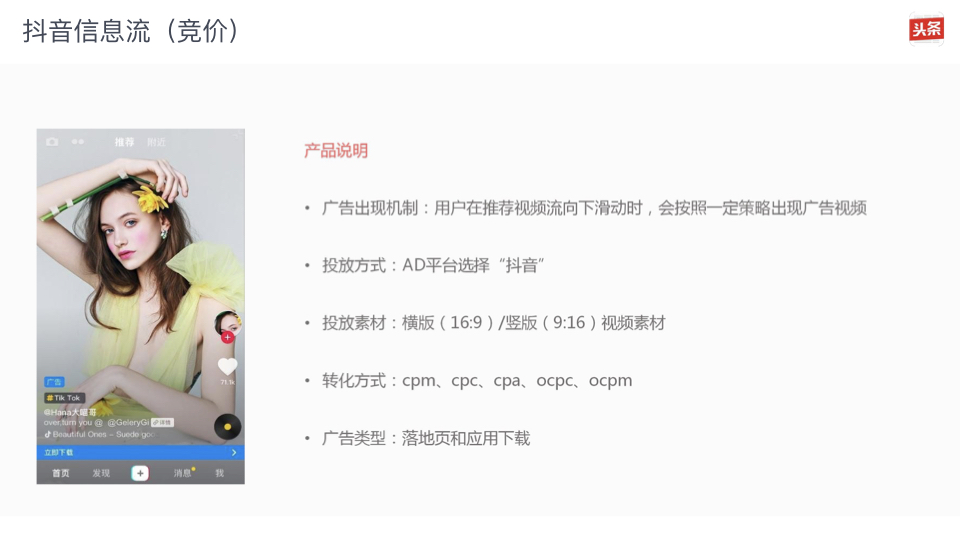 抖音信息流（竞价）
头条
推荐 附近
产品说明
• 广告出现机制：用户在推荐视频流向下滑动时，会按照一定策略出现广告视频
• 投放方式：AD平台选择“抖音”
• 投放素材：横版（16:9）/竖版（9:16）视频素材
• 转化方式：cpm、cpc、cpa、ocpc、ocpm
• 广告类型：落地页和应用下载
71.1k
广告
#Tik Tok
@Hana大嘴哥
over.turn you @ @GeleryGi 详情
Beautiful Ones - Suede go
立即下载
首页 发现 消息 我